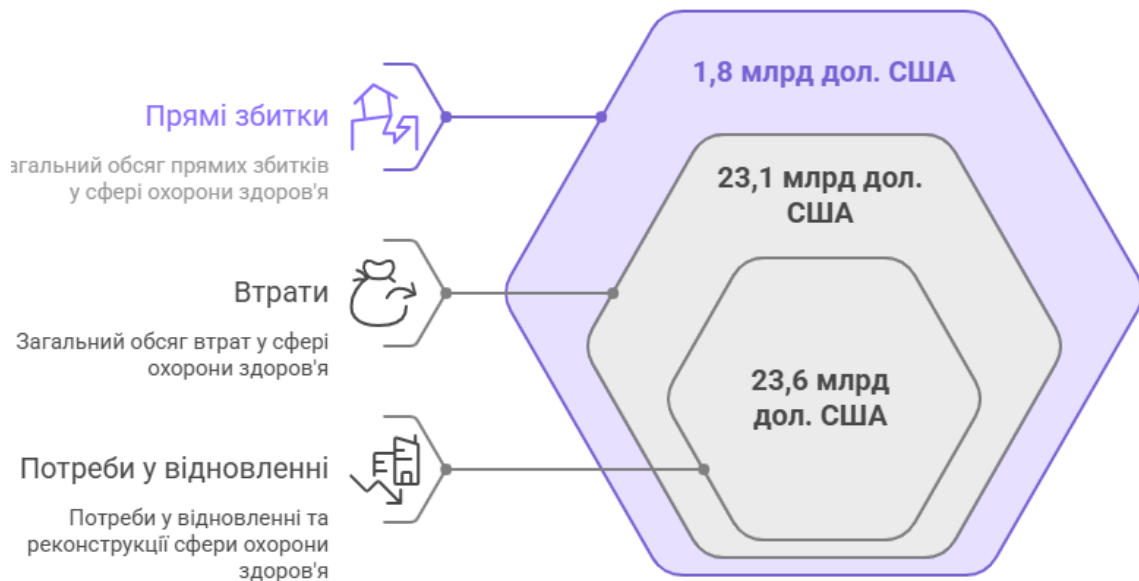 1,8 млрд дол. США
Прямі збитки
агальний обсяг прямих збитків
у сфері охорони здоров'я
23,1 млрд дол.
США
Втрати
Загальний обсяг втрат у сфері
охорони здоров'я
23,6 млрд
дол. США
Потреби у відновленні
Потреби у відновленні та
реконструкції сфери охорони
здоров'я